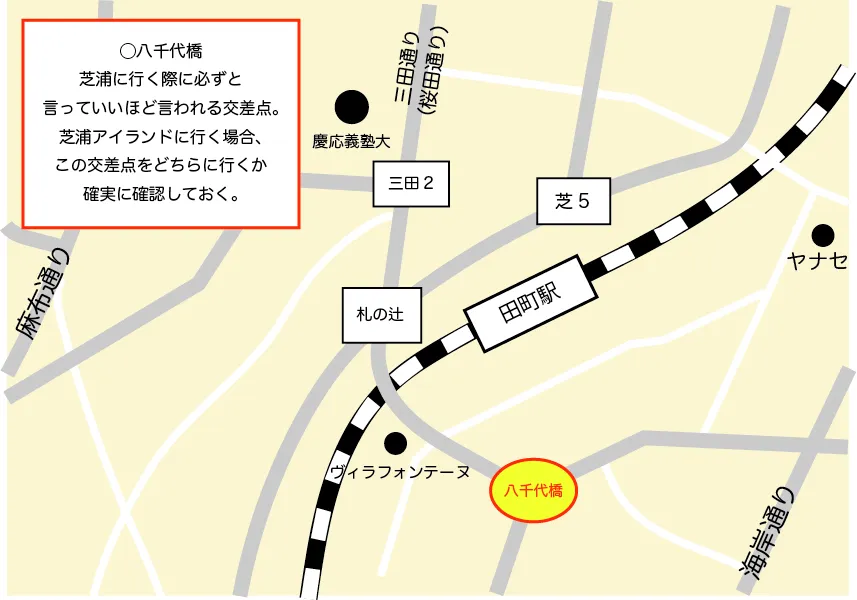 ○八千代橋
芝浦に行く際に必ずと
言っていいほど言われる交差点。
芝浦アイランドに行く場合、
この交差点をどちらに行くか
確実に確認しておく。
三田通り
(桜田通り)
慶応義塾大
三田2
芝5
ヤナセ
麻布通り
田町駅
札の辻
ヴィラフォンテーヌ
八千代橋
海岸通り